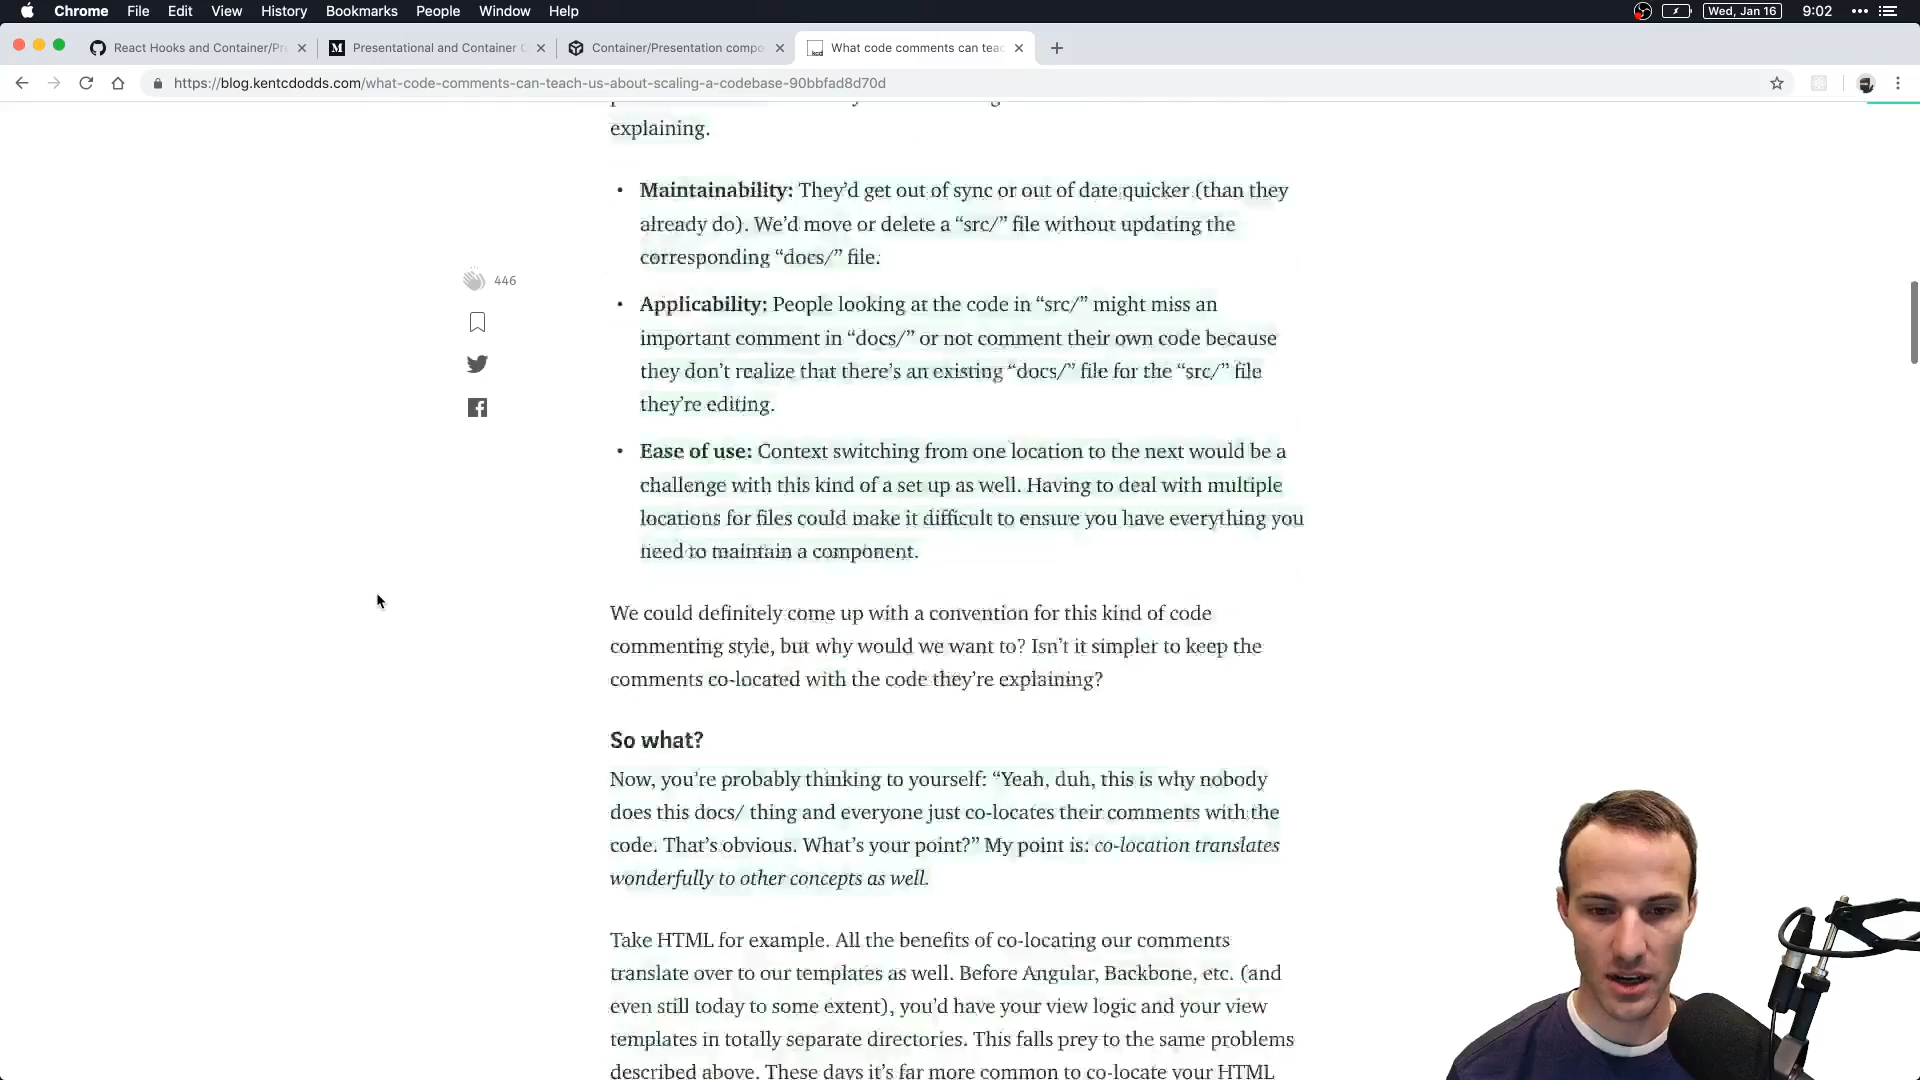 Chrome File Edit View History Bookmarks People Window Help Wed, Jan 16 9:02
React Hooks and Container/Pr Presentational and Container Container/Presentation compo What code comments can tea
https://blog.kentcdodds.com/what-code-comments-can-teach-us-about-scaling-a-codebase-90bbfad8d70d
explaining.
• Maintainability: They’d get out of sync or out of date quicker (than they
already do). We’d move or delete a “src/” file without updating the
corresponding “docs/” file.
446
• Applicability: People looking at the code in “src/” might miss an
important comment in “docs/” or not comment their own code because
they don’t realize that there’s an existing “docs/” file for the “src/” file
they’re editing.
• Ease of use: Context switching from one location to the next would be a
challenge with this kind of a set up as well. Having to deal with multiple
locations for files could make it difficult to ensure you have everything you
need to maintain a component.
We could definitely come up with a convention for this kind of code
commenting style, but why would we want to? Isn’t it simpler to keep the
comments co-located with the code they’re explaining?
So what?
Now, you’re probably thinking to yourself: “Yeah, duh, this is why nobody
does this docs/ thing and everyone just co-locates their comments with the
code. That’s obvious. What’s your point?” My point is: co-location translates
wonderfully to other concepts as well.
Take HTML for example. All the benefits of co-locating our comments
translate over to our templates as well. Before Angular, Backbone, etc. (and
even still today to some extent), you’d have your view logic and your view
templates in totally separate directories. This falls prey to the same problems
described above. These days it’s far more common to co-locate your HTML